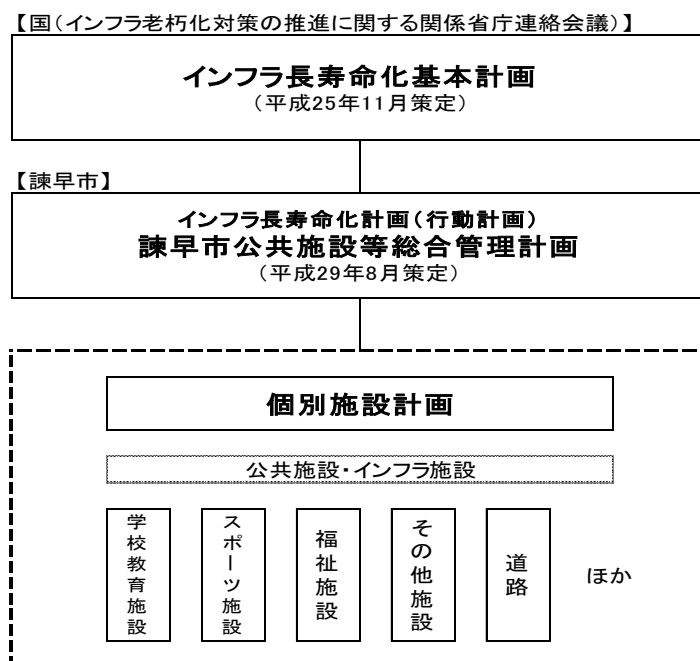 【国(インフラ老朽化対策の推進に関する関係省庁連絡会議)】
インフラ長寿命化基本計画
(平成25年11月策定)
【諫早市】
インフラ長寿命化計画(行動計画)
諫早市公共施設等総合管理計画
(平成29年8月策定)
個別施設計画
公共施設・インフラ施設
学校教育施設
スポーツ施設
福祉施設
その他施設
道路
ほか